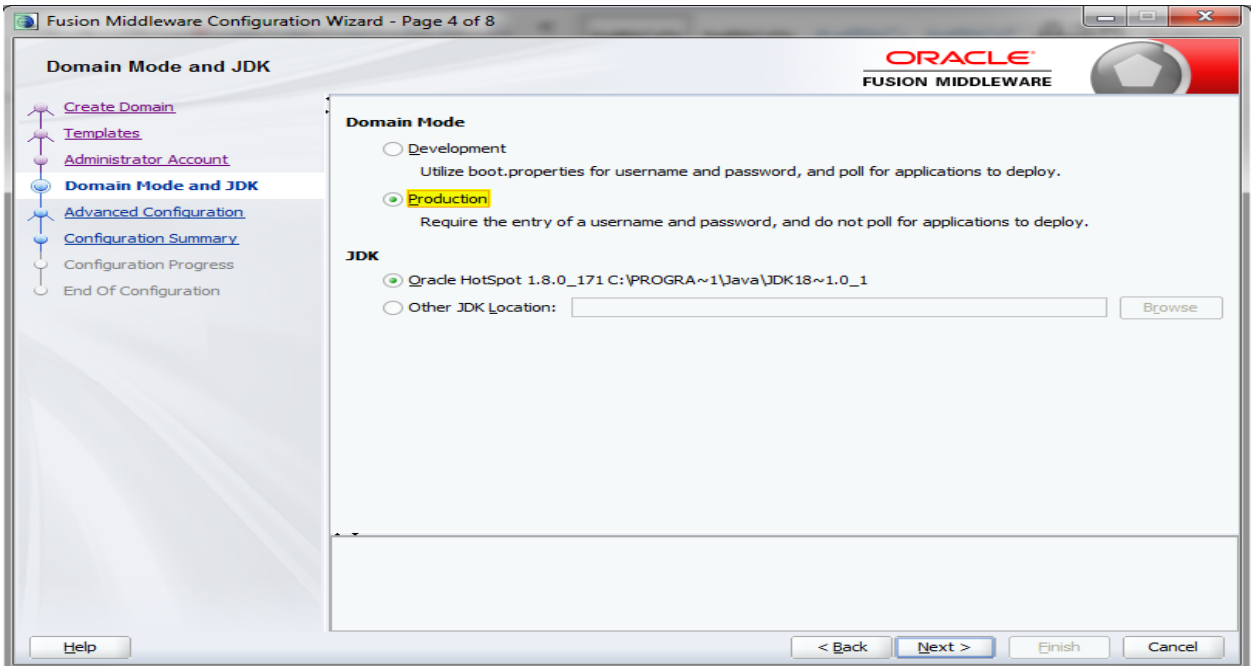 Fusion Middleware Configuration Wizard - Page 4 of 8
Domain Mode and JDK
ORACLE
FUSION MIDDLEWARE
Create Domain
Templates
Administrator Account
Domain Mode and JDK
Advanced Configuration
Configuration Summary
Configuration Progress
End Of Configuration
Domain Mode
Development
Utilize boot.properties for username and password, and poll for applications to deploy.
Production
Require the entry of a username and password, and do not poll for applications to deploy.
JDK
Oracle HotSpot 1.8.0_171 C:\PROGRA~1\Java\JDK18~1.0_1
Other JDK Location:
Browse
Help
< Back
Next >
Finish
Cancel